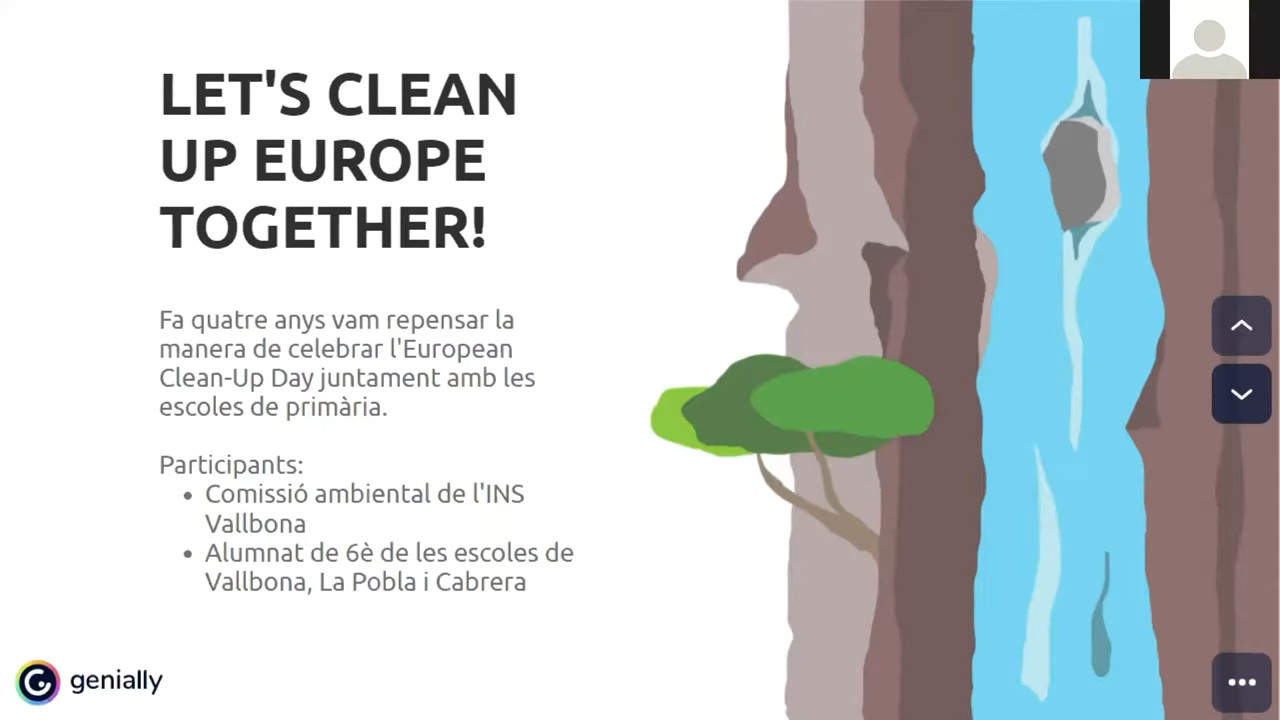 LET'S CLEAN
UP EUROPE
TOGETHER!
Fa quatre anys vam repensar la
manera de celebrar l'European
Clean-Up Day juntament amb les
escoles de primària.
Participants:
• Comissió ambiental de l'INS
Vallbona
• Alumnat de 6è de les escoles de
Vallbona, La Pobla i Cabrera
genially